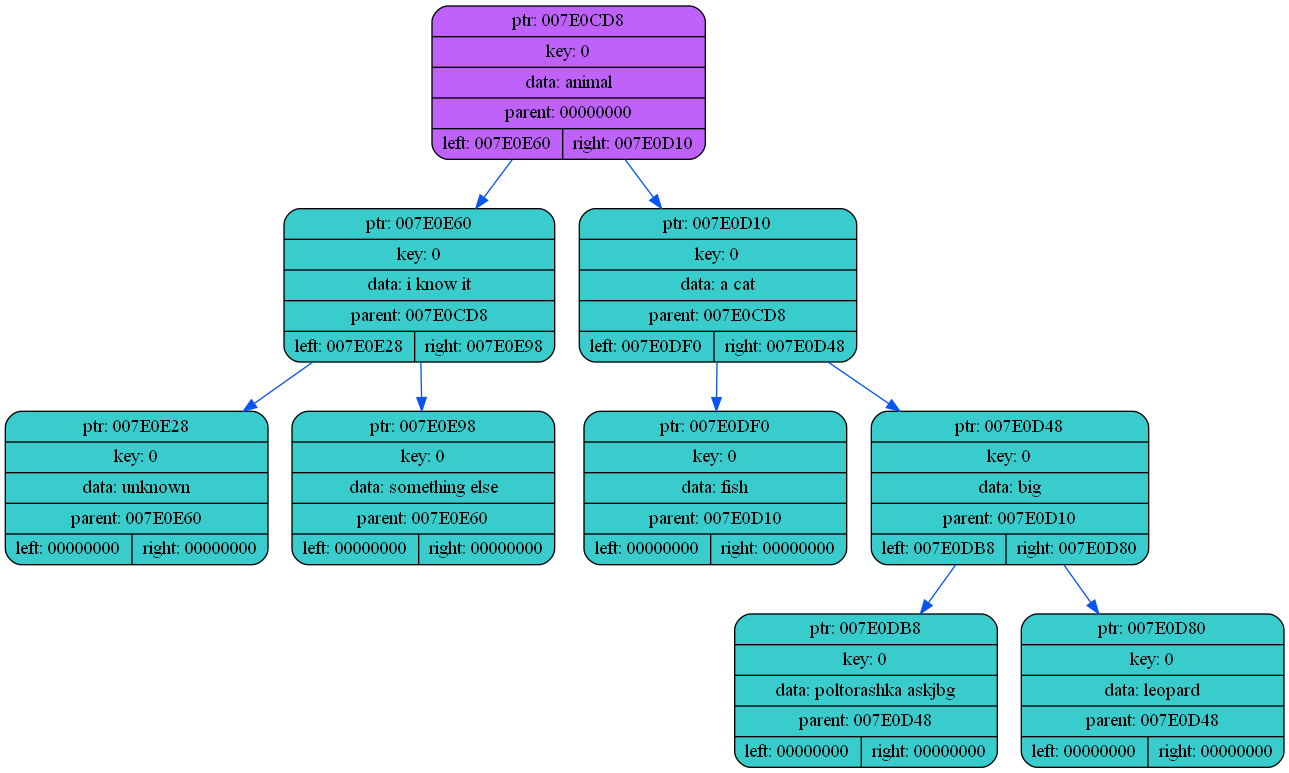 ptr: 007E0CD8
key: 0
data: animal
parent: 00000000
left: 007E0E60 right: 007E0D10
ptr: 007E0E60
key: 0
data: i know it
parent: 007E0CD8
left: 007E0E28 right: 007E0E98
ptr: 007E0D10
key: 0
data: a cat
parent: 007E0CD8
left: 007E0DF0 right: 007E0D48
ptr: 007E0E28
key: 0
data: unknown
parent: 007E0E60
left: 00000000 right: 00000000
ptr: 007E0E98
key: 0
data: something else
parent: 007E0E60
left: 00000000 right: 00000000
ptr: 007E0DF0
key: 0
data: fish
parent: 007E0D10
left: 00000000 right: 00000000
ptr: 007E0D48
key: 0
data: big
parent: 007E0D10
left: 007E0DB8 right: 007E0D80
ptr: 007E0DB8
key: 0
data: poltorashka askjbg
parent: 007E0D48
left: 00000000 right: 00000000
ptr: 007E0D80
key: 0
data: leopard
parent: 007E0D48
left: 00000000 right: 00000000